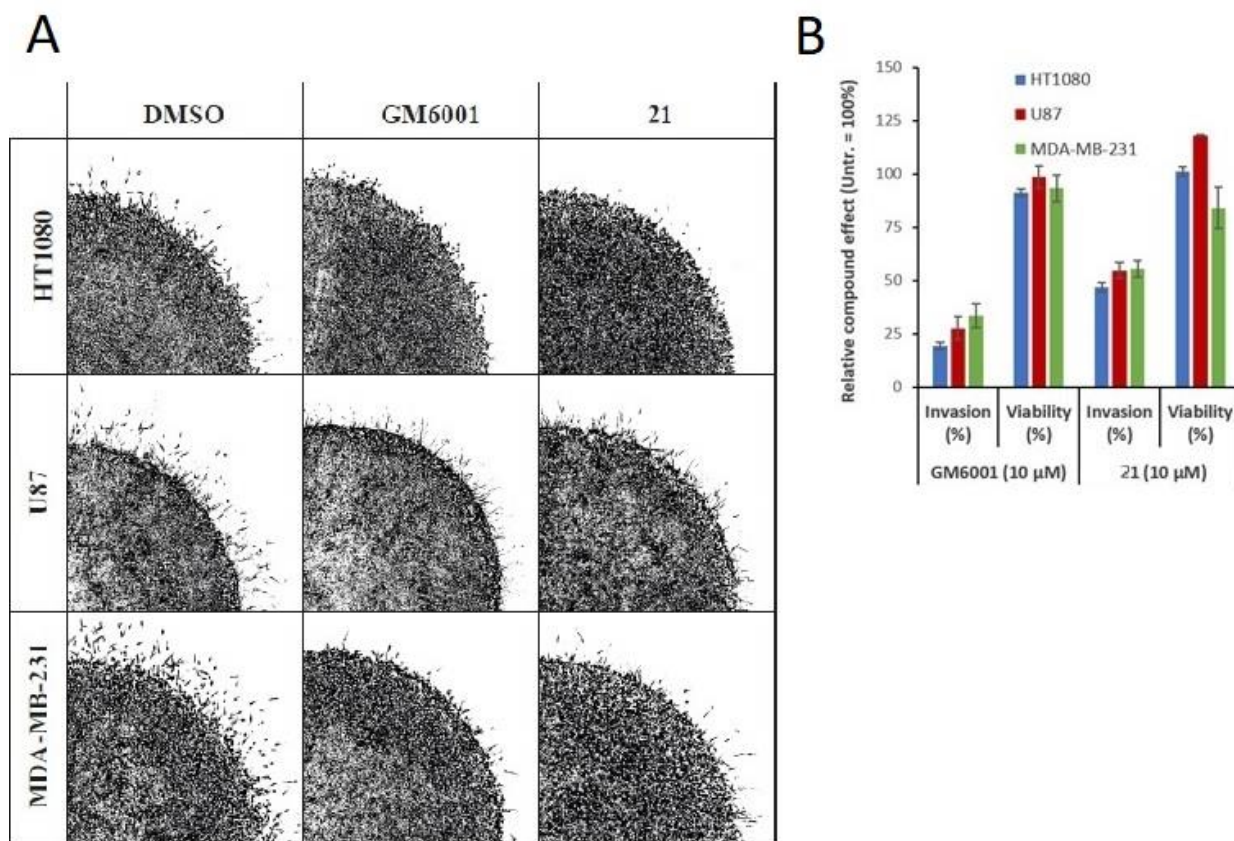 A
DMSO
GM6001
21
HT1080
U87
MDA-MB-231
B
Relative compound effect (Untr. = 100%)
150
125
100
75
50
25
0
HT1080
U87
MDA-MB-231
Invasion
(%)
Viability
(%)
Invasion
(%)
Viability
(%)
GM6001 (10 µM)
21 (10 µM)